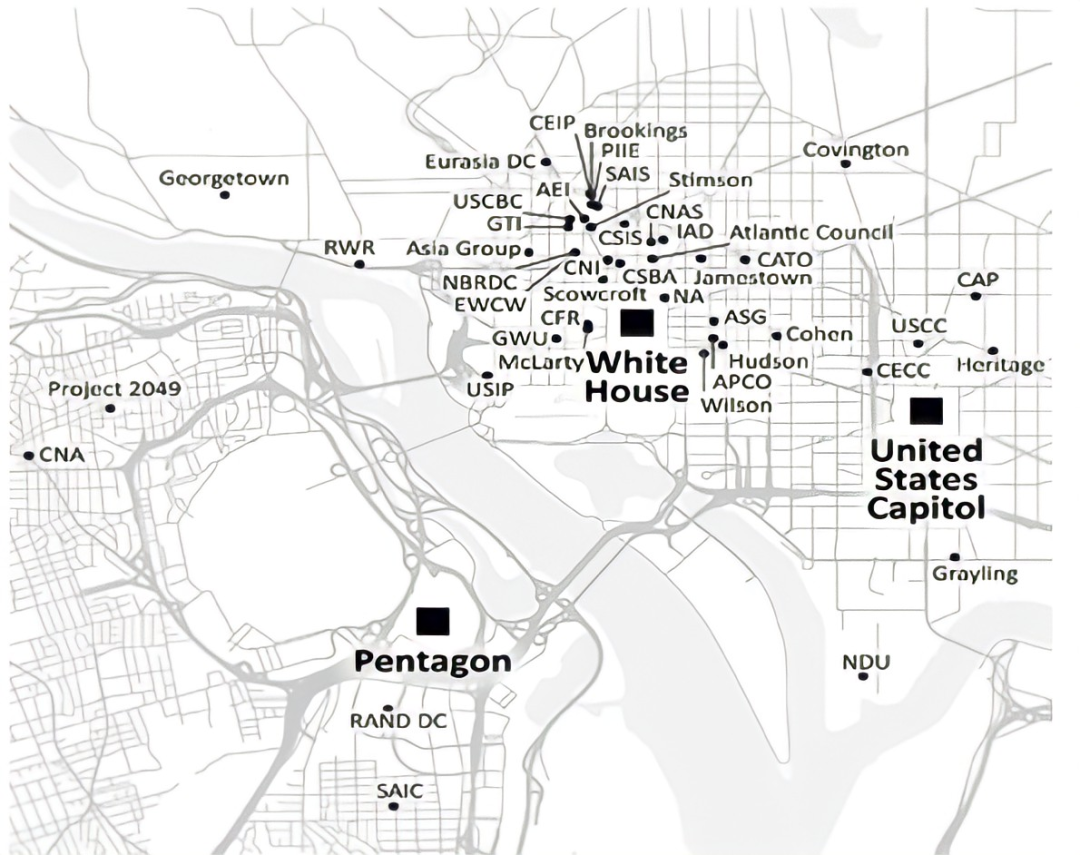 CEIP
Brookings
PIIE
Eurasia DC
SAIS
Covington
Georgetown
AEI
Stimson
USCBC
CNAS
GTI
CSIS
IAD
Atlantic Council
RWR
Asia Group
CATO
CNI
CSBA
Jamestown
NBRDC
CAP
EWCW
Scowcroft
NA
CFR
ASG
USCC
GWU
Cohen
McLarty
White
House
Hudson
Heritage
CECC
USIP
APCO
Project 2049
Wilson
CNA
United
States
Capitol
Grayling
Pentagon
NDU
RAND DC
SAIC